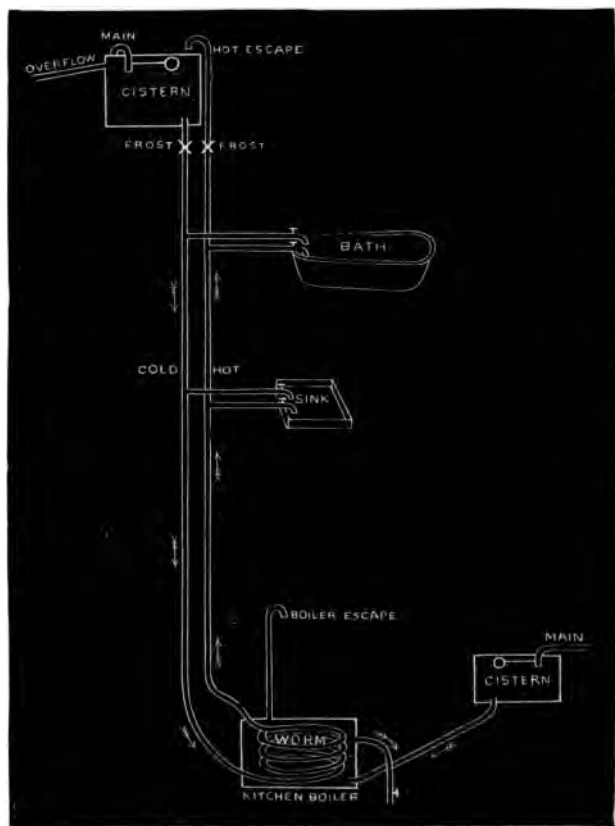 MAIN
HOT ESCAPE
OVERFLOW
CISTERN
FROST FROST
BATH
COLD HOT
SINK
BOILER ESCAPE
MAIN
CISTERN
WORM
KITCHEN BOILER